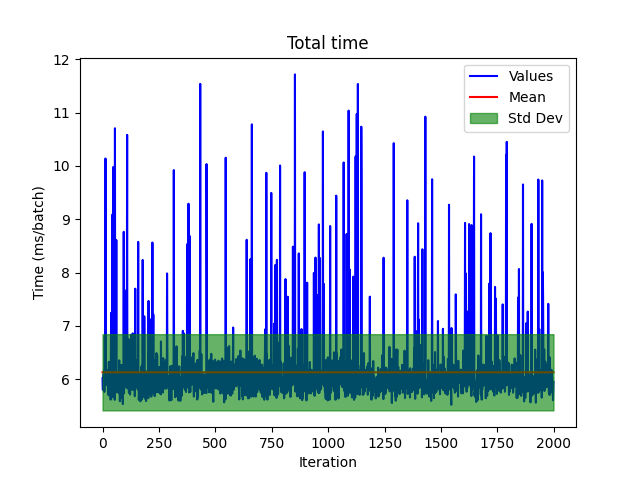 Total time
12
11
10
9
8
7
6
Time (ms/batch)
Values
Mean
Std Dev
0 250 500 750 1000 1250 1500 1750 2000
Iteration